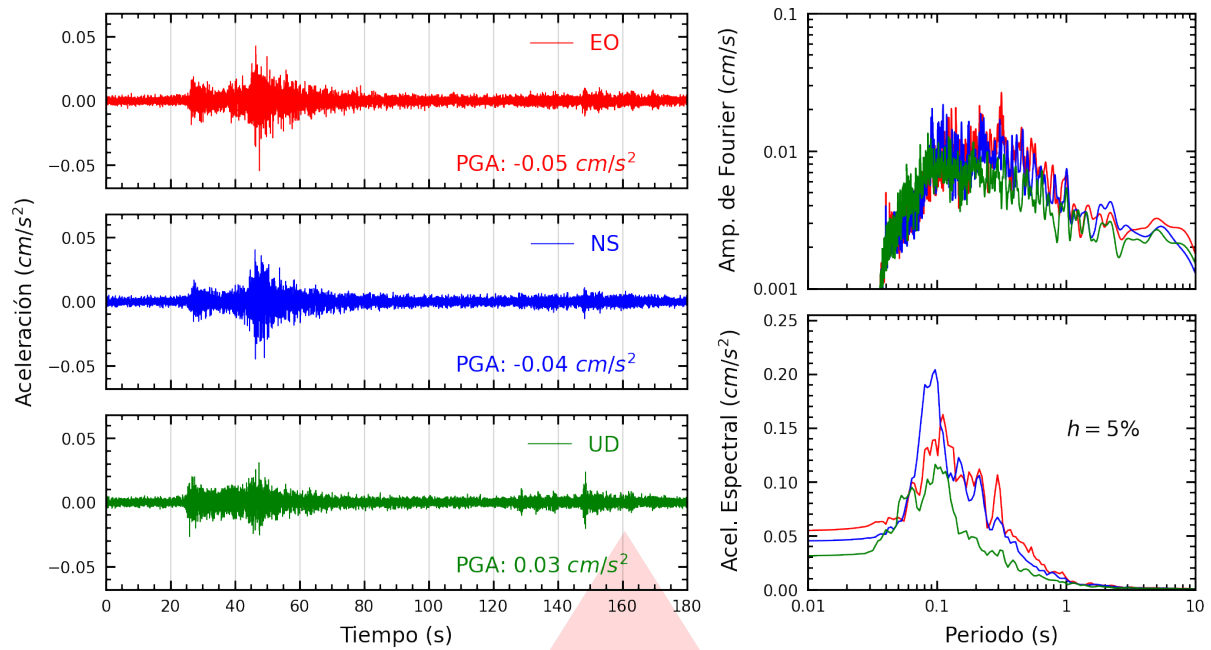 Aceleración (cm/s²)
0.05
0.00
−0.05
EO
PGA: -0.05 cm/s²
0.05
0.00
−0.05
NS
PGA: -0.04 cm/s²
0.05
0.00
−0.05
UD
PGA: 0.03 cm/s²
0 20 40 60 80 100 120 140 160 180
Tiempo (s)
Amp. de Fourier (cm/s)
0.1
0.01
0.001
Acel. Espectral (cm/s²)
0.25
0.20
0.15
0.10
0.05
0.00
h = 5%
0.01 0.1 1 10
Periodo (s)